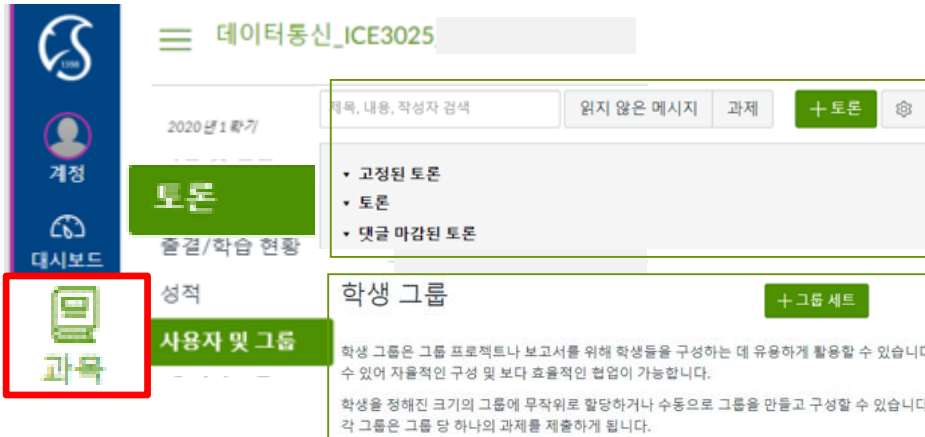 1398
데이터통신_ICE3025
계정
대시보드
과목
2020년1학기
토론
출결/학습 현황
성적
사용자 및 그룹
제목, 내용, 작성자 검색
읽지 않은 메시지
과제
+토론
▾ 고정된 토론
▾ 토론
▾ 댓글 마감된 토론
학생 그룹
+그룹 세트
학생 그룹은 그룹 프로젝트나 보고서를 위해 학생들을 구성하는 데 유용하게 활용할 수 있습니다
수 있어 자율적인 구성 및 보다 효율적인 협업이 가능합니다.
학생을 정해진 크기의 그룹에 무작위로 할당하거나 수동으로 그룹을 만들고 구성할 수 있습니다
각 그룹은 그룹 당 하나의 과제를 제출하게 됩니다.